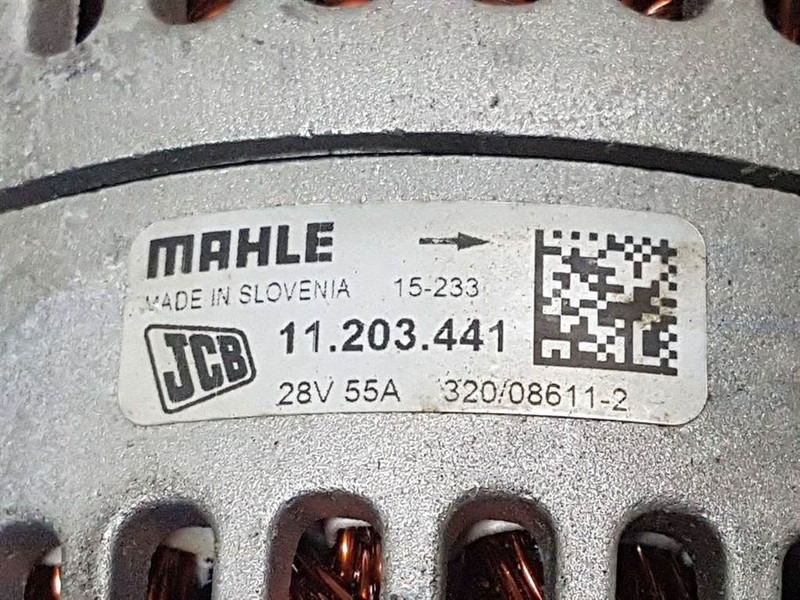 MAHLE
MADE IN SLOVENIA 15-233
JCB 11.203.441
28V 55A 320/08611-2